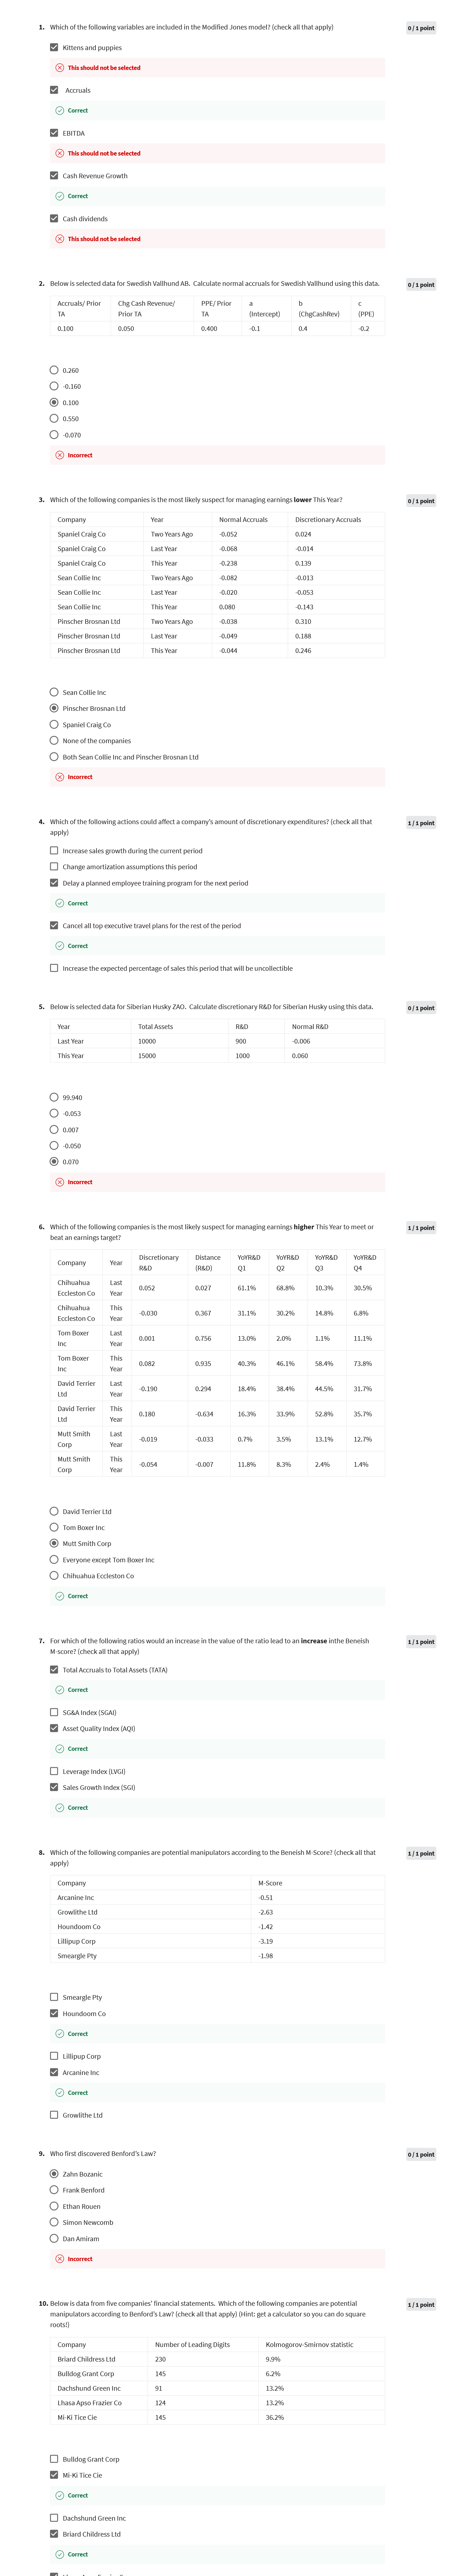 1. Which of the following variables are included in the Modified Jones model? (check all that apply)
0 / 1 point
Kittens and puppies
This should not be selected
Accruals
Correct
EBITDA
This should not be selected
Cash Revenue Growth
Correct
Cash dividends
This should not be selected
2. Below is selected data for Swedish Vallhund AB. Calculate normal accruals for Swedish Vallhund using this data.
0 / 1 point
Accruals/ Prior TA Chg Cash Revenue/ Prior TA PPE/ Prior TA a (Intercept) b (ChgCashRev) c (PPE)
0.100 0.050 0.400 -0.1 0.4 -0.2
0.260
-0.160
0.100
0.550
-0.070
Incorrect
3. Which of the following companies is the most likely suspect for managing earnings lower This Year?
0 / 1 point
Company Year Normal Accruals Discretionary Accruals
Spaniel Craig Co Two Years Ago -0.052 0.024
Spaniel Craig Co Last Year -0.068 -0.014
Spaniel Craig Co This Year -0.238 0.139
Sean Collie Inc Two Years Ago -0.082 -0.013
Sean Collie Inc Last Year -0.020 -0.053
Sean Collie Inc This Year 0.080 -0.143
Pinscher Brosnan Ltd Two Years Ago -0.038 0.310
Pinscher Brosnan Ltd Last Year -0.049 0.188
Pinscher Brosnan Ltd This Year -0.044 0.246
Sean Collie Inc
Pinscher Brosnan Ltd
Spaniel Craig Co
None of the companies
Both Sean Collie Inc and Pinscher Brosnan Ltd
Incorrect
4. Which of the following actions could affect a company's amount of discretionary expenditures? (check all that
apply)
1 / 1 point
Increase sales growth during the current period
Change amortization assumptions this period
Delay a planned employee training program for the next period
Correct
Cancel all top executive travel plans for the rest of the period
Correct
Increase the expected percentage of sales this period that will be uncollectible
5. Below is selected data for Siberian Husky ZAO. Calculate discretionary R&D for Siberian Husky using this data.
0 / 1 point
Year Total Assets R&D Normal R&D
Last Year 10000 900 -0.006
This Year 15000 1000 0.060
99.940
-0.053
0.007
-0.050
0.070
Incorrect
6. Which of the following companies is the most likely suspect for managing earnings higher This Year to meet or
beat an earnings target?
1 / 1 point
Company Year Discretionary R&D Distance (R&D) YoYR&D Q1 YoYR&D Q2 YoYR&D Q3 YoYR&D Q4
Chihuahua Eccleston Co Last Year 0.052 0.027 61.1% 68.8% 10.3% 30.5%
Chihuahua Eccleston Co This Year -0.030 0.367 31.1% 30.2% 14.8% 6.8%
Tom Boxer Inc Last Year 0.001 0.756 13.0% 2.0% 1.1% 11.1%
Tom Boxer Inc This Year 0.082 0.935 40.3% 46.1% 58.4% 73.8%
David Terrier Ltd Last Year -0.190 0.294 18.4% 38.4% 44.5% 31.7%
David Terrier Ltd This Year 0.180 -0.634 16.3% 33.9% 52.8% 35.7%
Mutt Smith Corp Last Year -0.019 -0.033 0.7% 3.5% 13.1% 12.7%
Mutt Smith Corp This Year -0.054 -0.007 11.8% 8.3% 2.4% 1.4%
David Terrier Ltd
Tom Boxer Inc
Mutt Smith Corp
Everyone except Tom Boxer Inc
Chihuahua Eccleston Co
Correct
7. For which of the following ratios would an increase in the value of the ratio lead to an increase inthe Beneish
M-score? (check all that apply)
1 / 1 point
Total Accruals to Total Assets (TATA)
Correct
SG&A Index (SGAI)
Asset Quality Index (AQI)
Correct
Leverage Index (LVGI)
Sales Growth Index (SGI)
Correct
8. Which of the following companies are potential manipulators according to the Beneish M-Score? (check all that
apply)
1 / 1 point
Company M-Score
Arcanine Inc -0.51
Growlithe Ltd -2.63
Houndoom Co -1.42
Lillipup Corp -3.19
Smeargle Pty -1.98
Smeargle Pty
Houndoom Co
Correct
Lillipup Corp
Arcanine Inc
Correct
Growlithe Ltd
9. Who first discovered Benford's Law?
0 / 1 point
Zahn Bozanic
Frank Benford
Ethan Rouen
Simon Newcomb
Dan Amiram
Incorrect
10. Below is data from five companies' financial statements. Which of the following companies are potential
manipulators according to Benford's Law? (check all that apply) (Hint: get a calculator so you can do square
roots!)
1 / 1 point
Company Number of Leading Digits Kolmogorov-Smirnov statistic
Briard Childress Ltd 230 9.9%
Bulldog Grant Corp 145 6.2%
Dachshund Green Inc 91 13.2%
Lhasa Apso Frazier Co 124 13.2%
Mi-Ki Tice Cie 145 36.2%
Bulldog Grant Corp
Mi-Ki Tice Cie
Correct
Dachshund Green Inc
Briard Childress Ltd
Correct